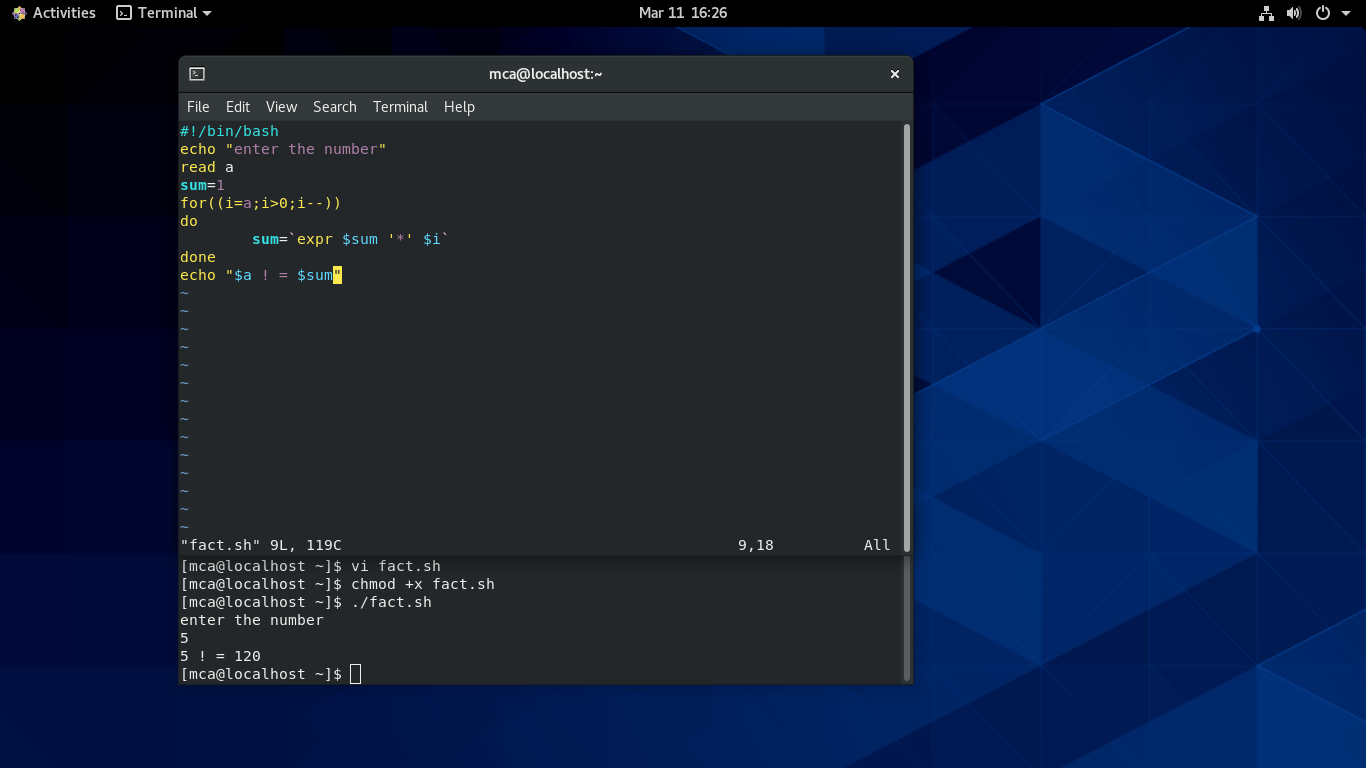 Activities Terminal Mar 11 16:26
mca@localhost:~
File Edit View Search Terminal Help
#!/bin/bash
echo "enter the number"
read a
sum=1
for((i=a;i>0;i--))
do
        sum=`expr $sum '*' $i`
done
echo "$a ! = $sum"
~
~
~
~
~
~
~
~
~
~
~
~
~
~
"fact.sh" 9L, 119C 9,18 All
[mca@localhost ~]$ vi fact.sh
[mca@localhost ~]$ chmod +x fact.sh
[mca@localhost ~]$ ./fact.sh
enter the number
5
5 ! = 120
[mca@localhost ~]$